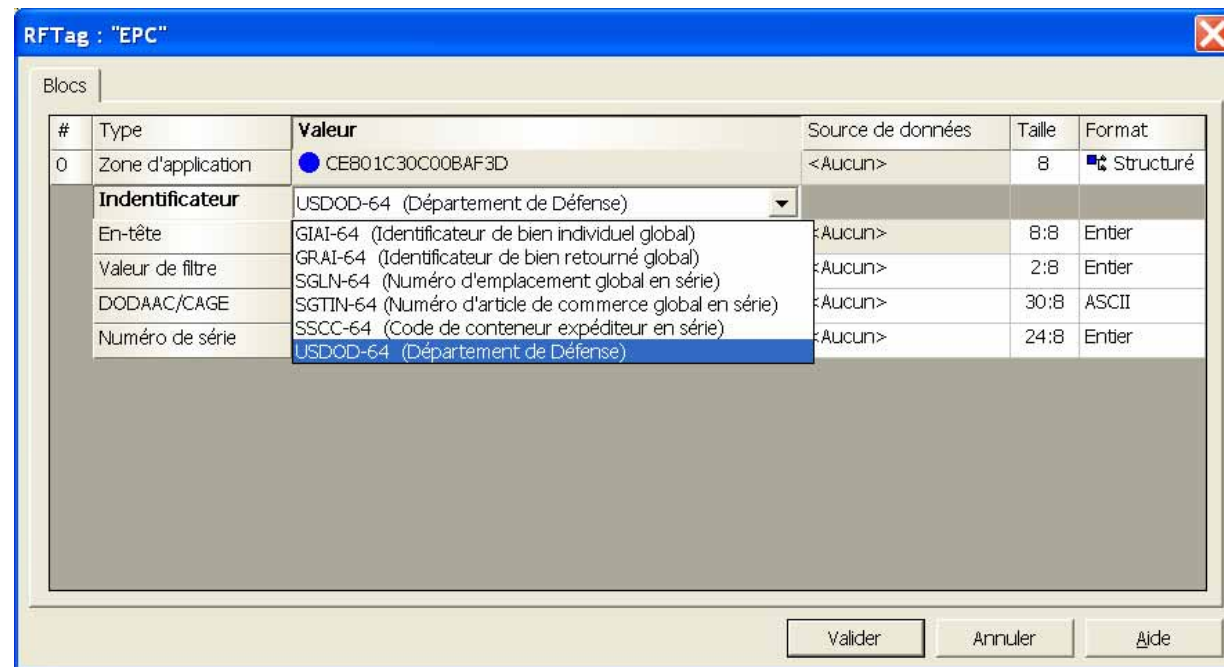 RFTag : "EPC"
Blocs
# Type Valeur Source de données Taille Format
0 Zone d'application CE801C30C00BAF3D <Aucun> 8 Structuré
Indentificateur USDOD-64 (Département de Défense)
En-tête GIAI-64 (Identificateur de bien individuel global) <Aucun> 8:8 Entier
GRAI-64 (Identificateur de bien retourné global)
Valeur de filtre SGLN-64 (Numéro d'emplacement global en série) <Aucun> 2:8 Entier
DODAAC/CAGE SGTIN-64 (Numéro d'article de commerce global en série) <Aucun> 30:8 ASCII
Numéro de série SSCC-64 (Code de conteneur expéditeur en série) <Aucun> 24:8 Entier
USDOD-64 (Département de Défense)
Valider Annuler Aide